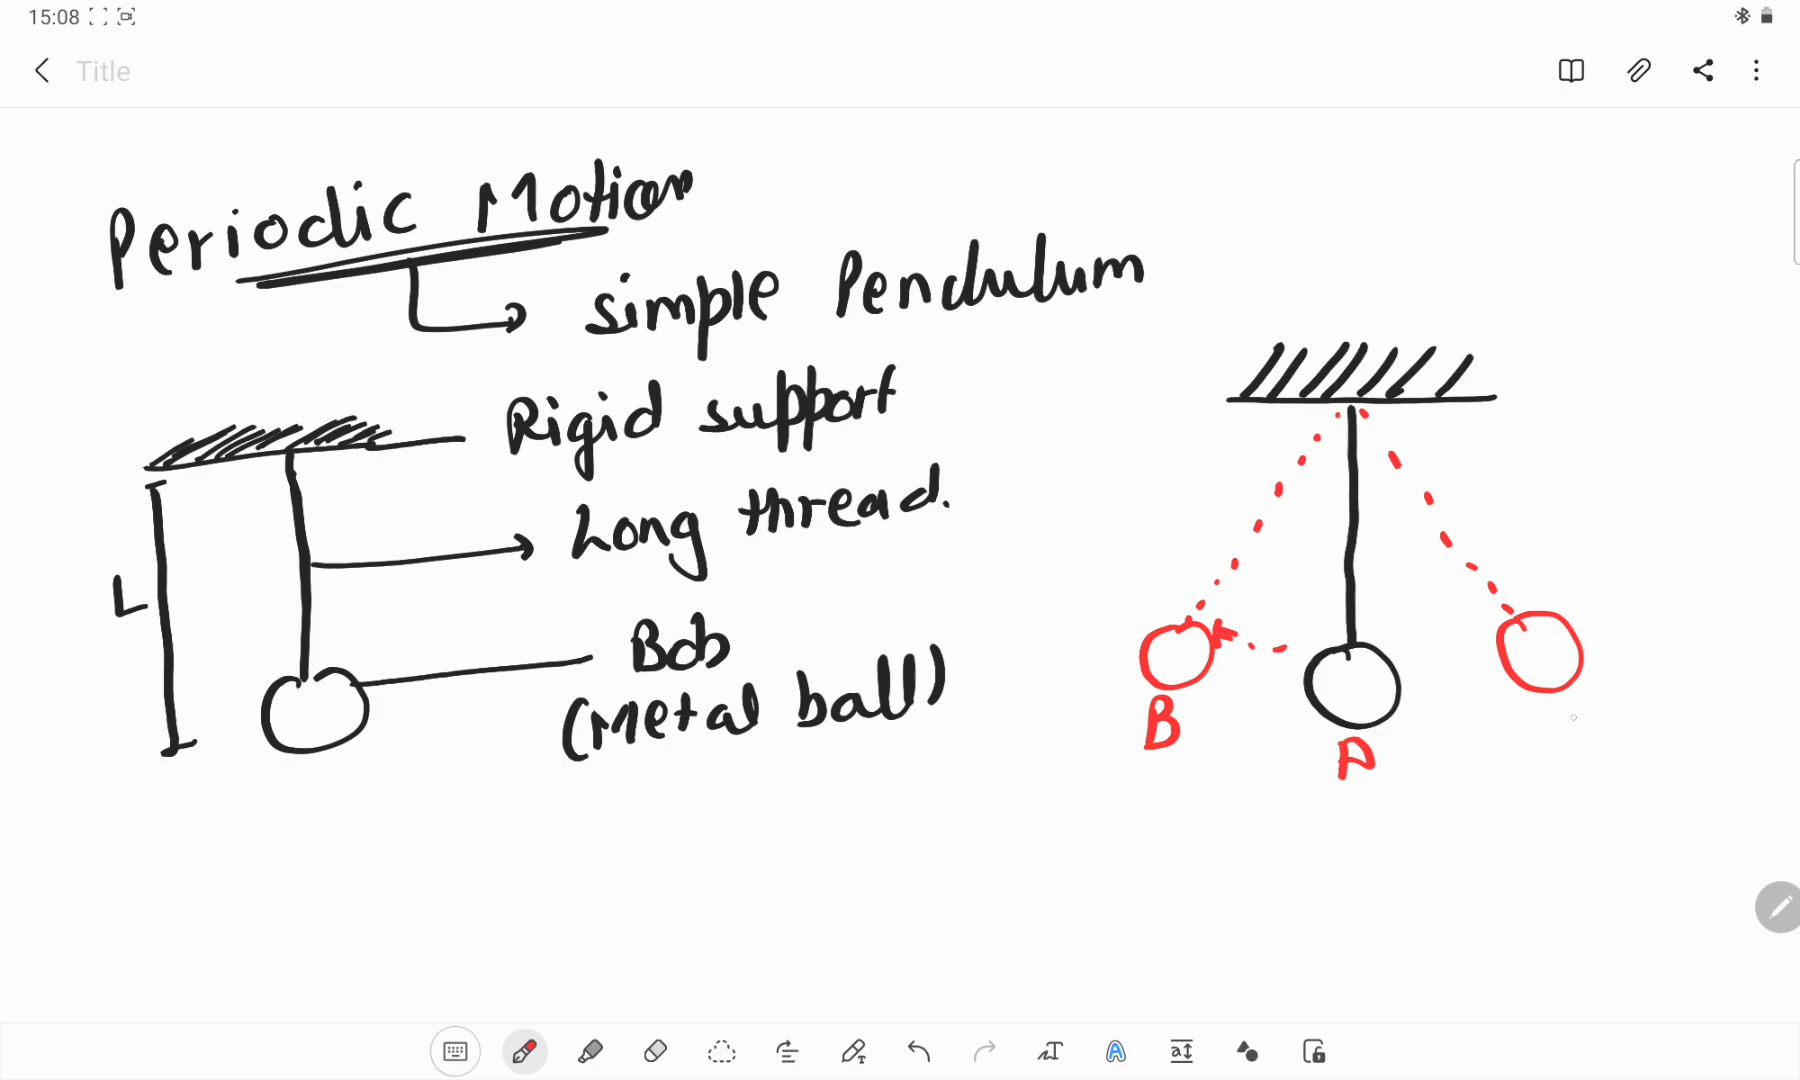 15:08
Title
Periodic Motion
simple Pendulum
Rigid support
Long thread.
L
Bob
(Metal ball)
B
A